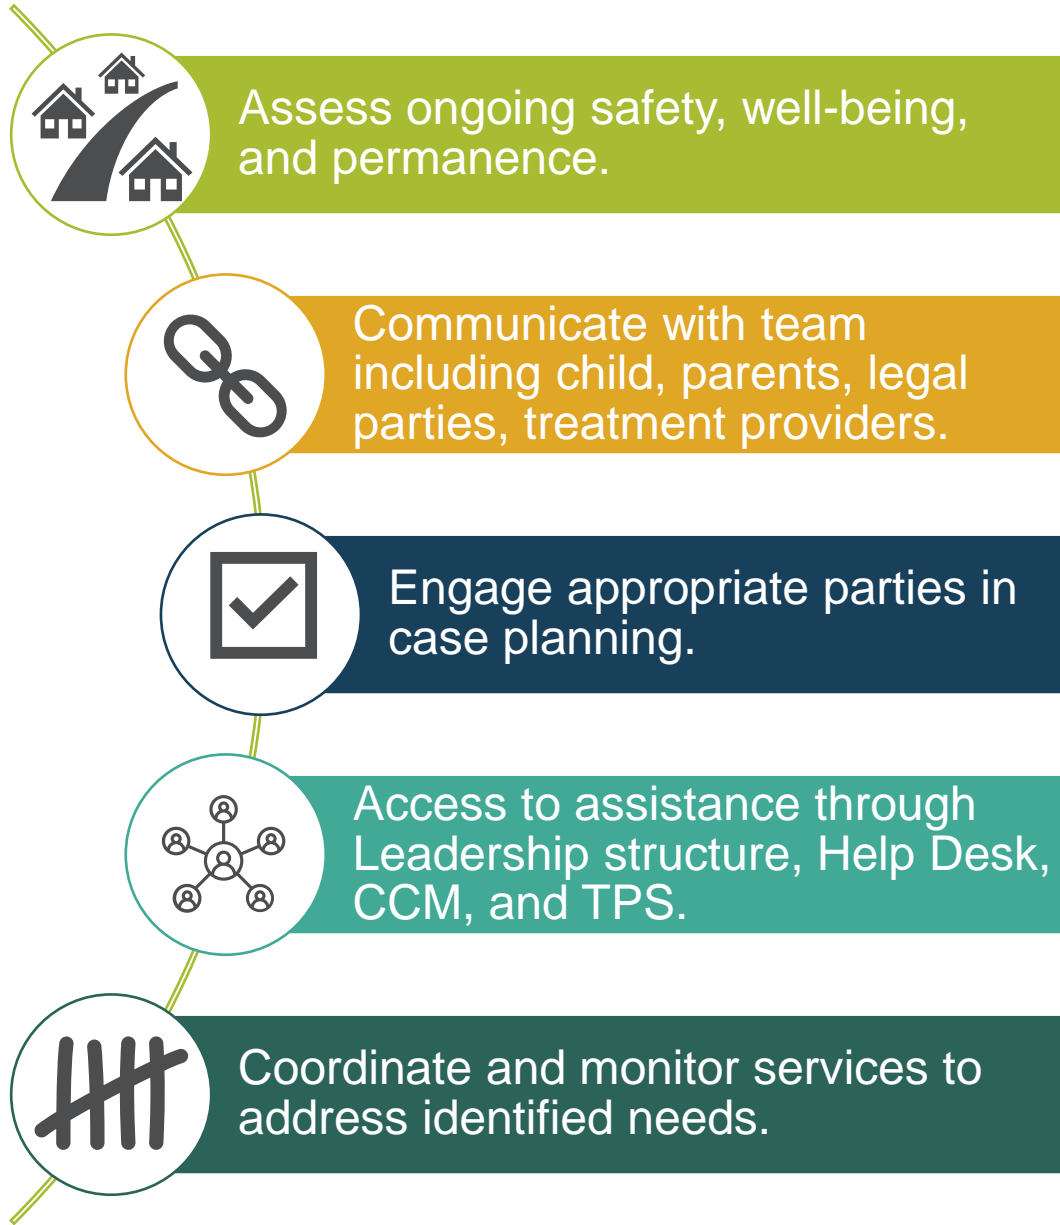 Assess ongoing safety, well-being,
and permanence.
Communicate with team
including child, parents, legal
parties, treatment providers.
Engage appropriate parties in
case planning.
Access to assistance through
Leadership structure, Help Desk,
CCM, and TPS.
Coordinate and monitor services to
address identified needs.